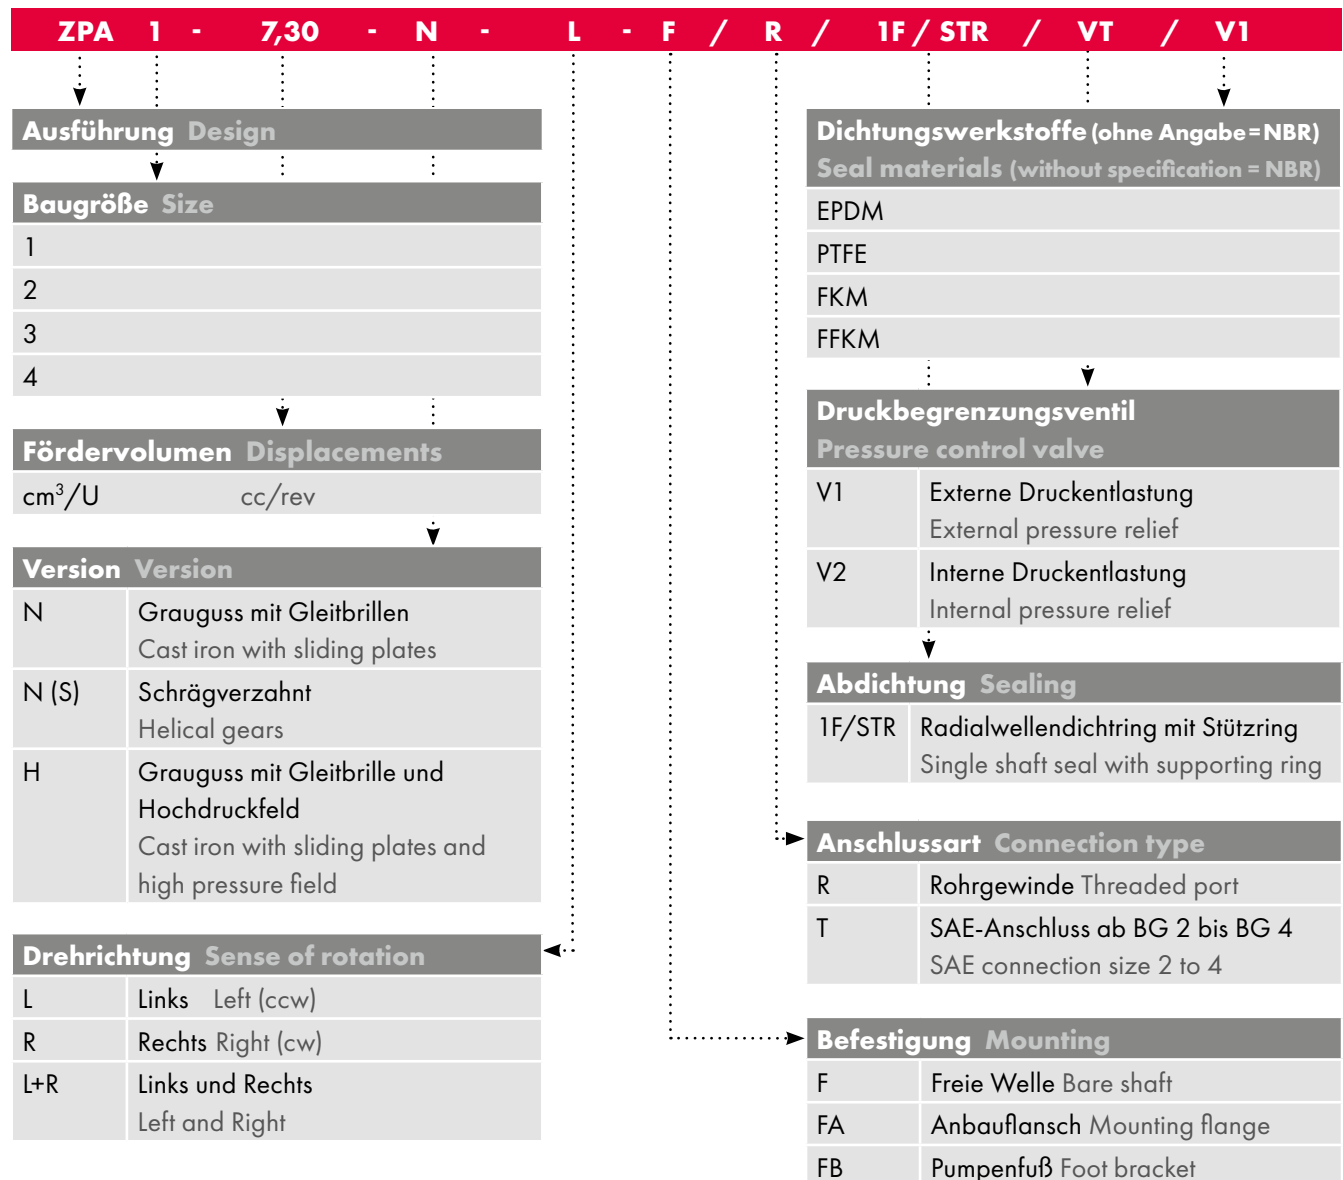 ZPA 1 - 7,30 - N - L - F / R / 1F / STR / VT / V1
Ausführung Design
Baugröße Size
1
2
3
4
Fördervolumen Displacements
cm³/U cc/rev
Version Version
N Grauguss mit Gleitbrillen
Cast iron with sliding plates
N (S) Schrägverzahnt
Helical gears
H Grauguss mit Gleitbrille und
Hochdruckfeld
Cast iron with sliding plates and
high pressure field
Drehrichtung Sense of rotation
L Links Left (ccw)
R Rechts Right (cw)
L+R Links und Rechts
Left and Right
Dichtungswerkstoffe (ohne Angabe = NBR)
Seal materials (without specification = NBR)
EPDM
PTFE
FKM
FFKM
Druckbegrenzungsventil
Pressure control valve
V1 Externe Druckentlastung
External pressure relief
V2 Interne Druckentlastung
Internal pressure relief
Abdichtung Sealing
1F/STR Radialwellendichtring mit Stützring
Single shaft seal with supporting ring
Anschlussart Connection type
R Rohrgewinde Threaded port
T SAE-Anschluss ab BG 2 bis BG 4
SAE connection size 2 to 4
Befestigung Mounting
F Freie Welle Bare shaft
FA Anbauflansch Mounting flange
FB Pumpenfuß Foot bracket